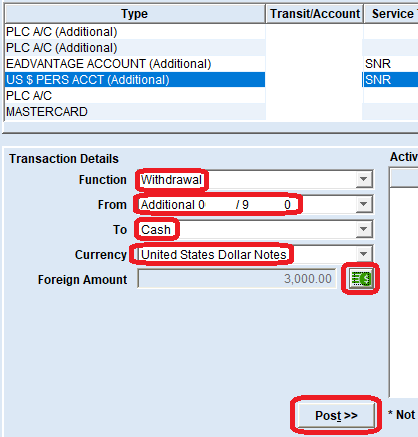 Type Transit/Account Service
PLC A/C (Additional)
PLC A/C (Additional)
EADVANTAGE ACCOUNT (Additional) SNR
US $ PERS ACCT (Additional) SNR
PLC A/C
MASTERCARD
Transaction Details Activ
Function Withdrawal
From Additional 0 / 9 0
To Cash
Currency United States Dollar Notes
Foreign Amount 3,000.00
Post >> * Not